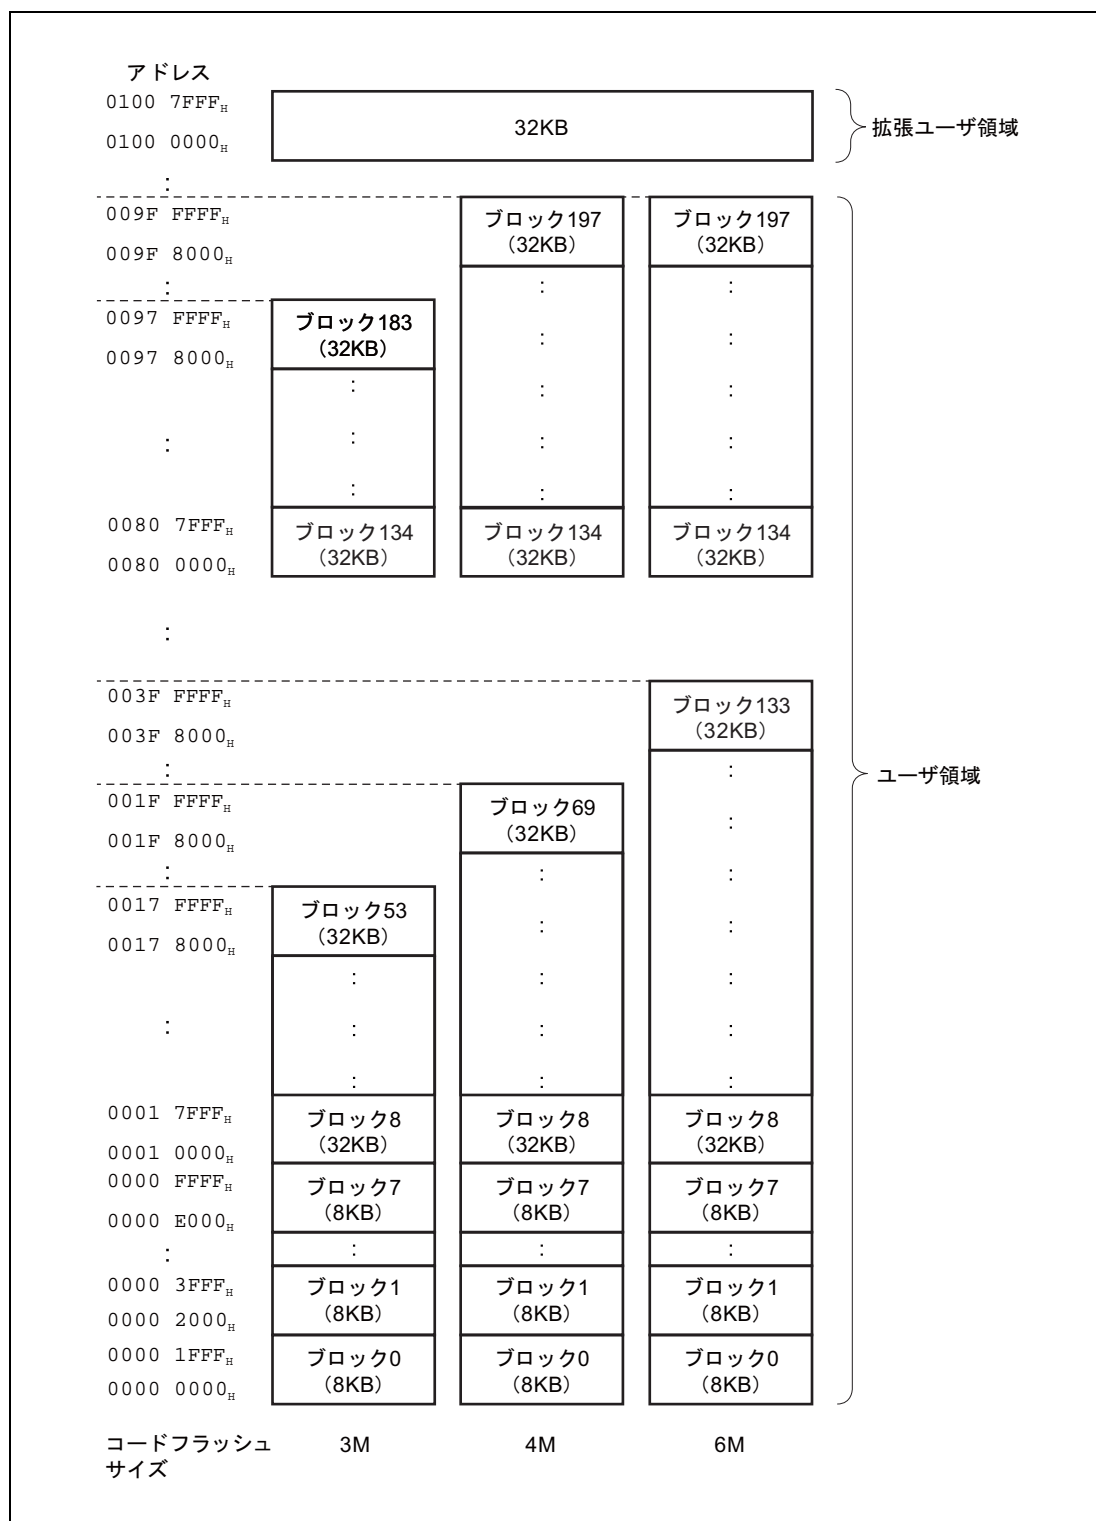 アドレス
0100 7FFFH
32KB
拡張ユーザ領域
0100 0000H
:
009F FFFFH
ブロック197
ブロック197
(32KB)
(32KB)
009F 8000H
:
: :
0097 FFFFH
ブロック183
(32KB)
: :
0097 8000H
: : :
:
: : :
: : :
0080 7FFFH
ブロック134
ブロック134
ブロック134
(32KB)
(32KB)
(32KB)
0080 0000H
:
003F FFFFH
ブロック133
(32KB)
003F 8000H
:
:
ユーザ領域
001F FFFFH
ブロック69
(32KB)
:
001F 8000H
:
: :
0017 FFFFH
ブロック53
(32KB)
: :
0017 8000H
: : :
:
: : :
: : :
0001 7FFFH
ブロック8
ブロック8
ブロック8
(32KB)
(32KB)
(32KB)
0001 0000H
0000 FFFFH
ブロック7
ブロック7
ブロック7
(8KB)
(8KB)
(8KB)
0000 E000H
:
: : :
0000 3FFFH
ブロック1
ブロック1
ブロック1
(8KB)
(8KB)
(8KB)
0000 2000H
0000 1FFFH
ブロック0
ブロック0
ブロック0
(8KB)
(8KB)
(8KB)
0000 0000H
コードフラッシュ
サイズ
3M
4M
6M